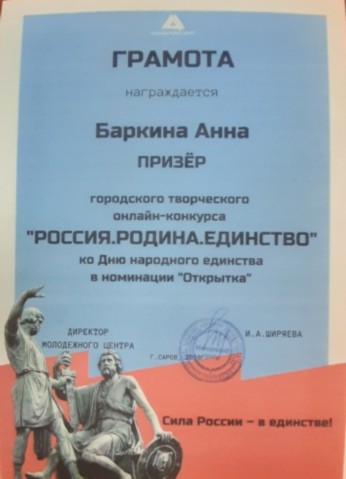 ГРАМОТА
награждается
Баркина Анна
ПРИЗЁР
городского творческого
онлайн-конкурса
"РОССИЯ.РОДИНА.ЕДИНСТВО"
ко Дню народного единства
в номинации "Открытка"
ДИРЕКТОР
МОЛОДЕЖНОГО ЦЕНТРА
И.А.ШИРЯЕВА
Г.САРОВ,
Сила России – в единстве!